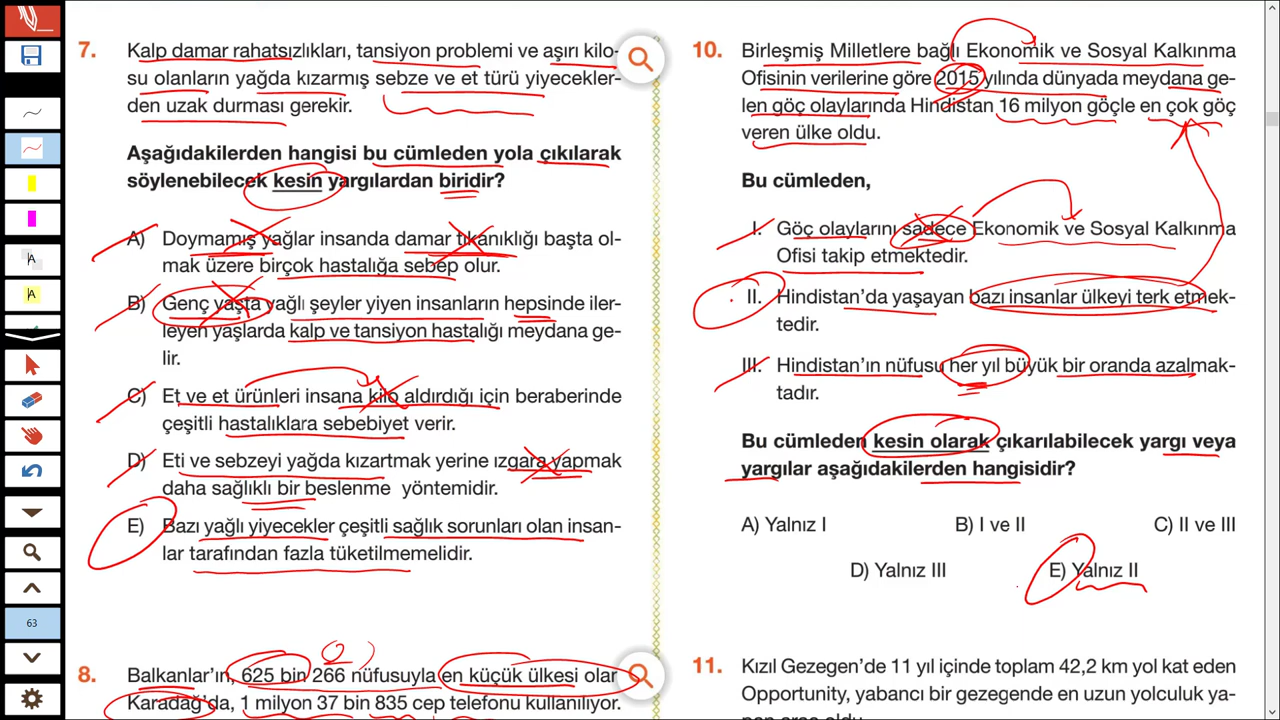 7. Kalp damar rahatsızlıkları, tansiyon problemi ve aşırı kilo-
su olanların yağda kızarmış sebze ve et türü yiyecekler-
den uzak durması gerekir.
Aşağıdakilerden hangisi bu cümleden yola çıkılarak
söylenebilecek kesin yargılardan biridir?
A) Doymamış yağlar insanda damar tıkanıklığı başta ol-
mak üzere birçok hastalığa sebep olur.
B) Genç yaşta yağlı şeyler yiyen insanların hepsinde iler-
leyen yaşlarda kalp ve tansiyon hastalığı meydana ge-
lir.
C) Et ve et ürünleri insana kilo aldırdığı için beraberinde
çeşitli hastalıklara sebebiyet verir.
D) Eti ve sebzeyi yağda kızartmak yerine ızgara yapmak
daha sağlıklı bir beslenme yöntemidir.
E) Bazı yağlı yiyecekler çeşitli sağlık sorunları olan insan-
lar tarafından fazla tüketilmemelidir.
8. Balkanlar'ın, 625 bin 266 nüfusuyla en küçük ülkesi olar
Karadağ'da, 1 milyon 37 bin 835 cep telefonu kullanılıyor.
10. Birleşmiş Milletlere bağlı Ekonomik ve Sosyal Kalkınma
Ofisinin verilerine göre 2015 yılında dünyada meydana ge-
len göç olaylarında Hindistan 16 milyon göçle en çok göç
veren ülke oldu.
Bu cümleden,
I. Göç olaylarını sadece Ekonomik ve Sosyal Kalkınma
Ofisi takip etmektedir.
II. Hindistan'da yaşayan bazı insanlar ülkeyi terk etmek-
tedir.
III. Hindistan'ın nüfusu her yıl büyük bir oranda azalmak-
tadır.
Bu cümleden kesin olarak çıkarılabilecek yargı veya
yargılar aşağıdakilerden hangisidir?
A) Yalnız I B) I ve II C) II ve III
D) Yalnız III E) Yalnız II
11. Kızıl Gezegen'de 11 yıl içinde toplam 42,2 km yol kat eden
Opportunity, yabancı bir gezegende en uzun yolculuk ya-
A
A
63